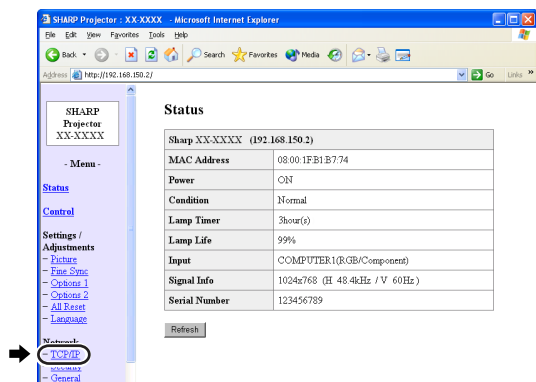 SHARP Projector : XX-XXXX - Microsoft Internet Explorer
File Edit View Favorites Tools Help
Back Search Favorites Media
Address http://192.168.150.2/ Go Links »
SHARP
Projector
XX-XXXX
- Menu -
Status
Control
Settings /
Adjustments
– Picture
– Fine Sync
– Options 1
– Options 2
– All Reset
– Language
Network
– TCP/IP
– Security
– General
Status
Sharp XX-XXXX (192.168.150.2)
MAC Address 08:00:1F:B1:B7:74
Power ON
Condition Normal
Lamp Timer 3hour(s)
Lamp Life 99%
Input COMPUTER1(RGB/Component)
Signal Info 1024x768 (H 48.4kHz / V 60Hz )
Serial Number 123456789
Refresh